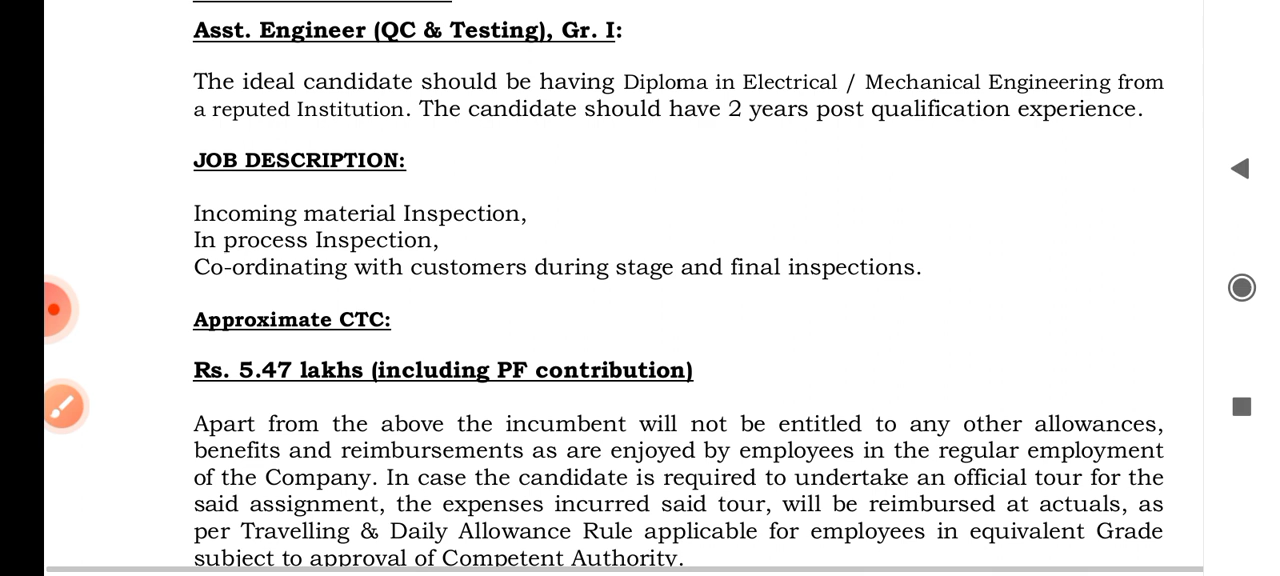 Asst. Engineer (QC & Testing), Gr. I:
The ideal candidate should be having Diploma in Electrical / Mechanical Engineering from
a reputed Institution. The candidate should have 2 years post qualification experience.
JOB DESCRIPTION:
Incoming material Inspection,
In process Inspection,
Co-ordinating with customers during stage and final inspections.
Approximate CTC:
Rs. 5.47 lakhs (including PF contribution)
Apart from the above the incumbent will not be entitled to any other allowances,
benefits and reimbursements as are enjoyed by employees in the regular employment
of the Company. In case the candidate is required to undertake an official tour for the
said assignment, the expenses incurred said tour, will be reimbursed at actuals, as
per Travelling & Daily Allowance Rule applicable for employees in equivalent Grade
subject to approval of Competent Authority.